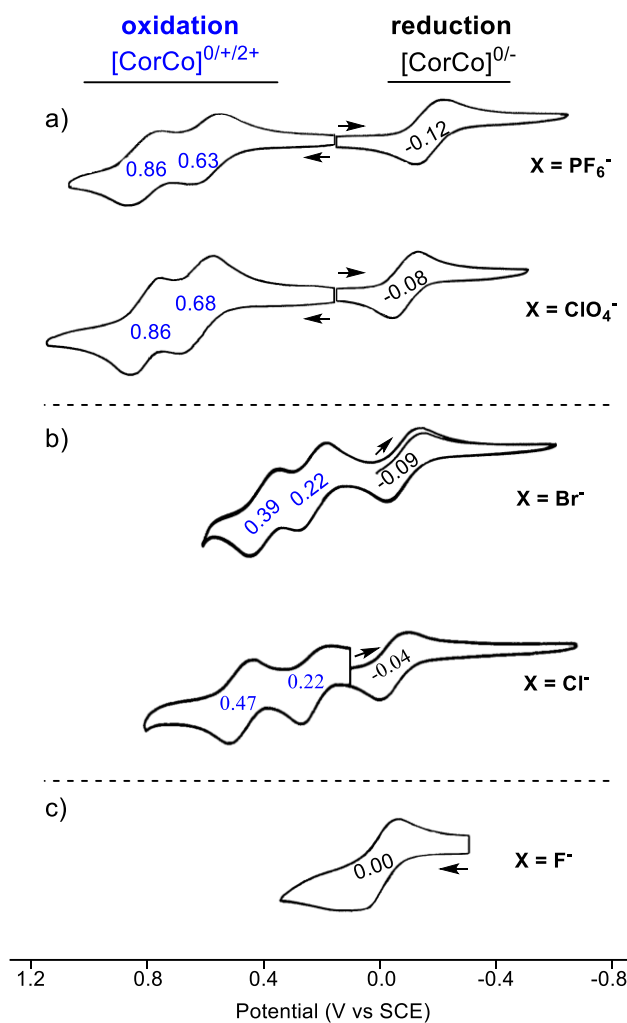 oxidation
[CorCo]0/+/2+
reduction
[CorCo]0/-
a)
0.86
0.63
-0.12
X = PF6-
0.86
0.68
-0.08
X = ClO4-
b)
0.39
0.22
-0.09
X = Br-
0.47
0.22
-0.04
X = Cl-
c)
0.00
X = F-
1.2
0.8
0.4
0.0
-0.4
-0.8
Potential (V vs SCE)